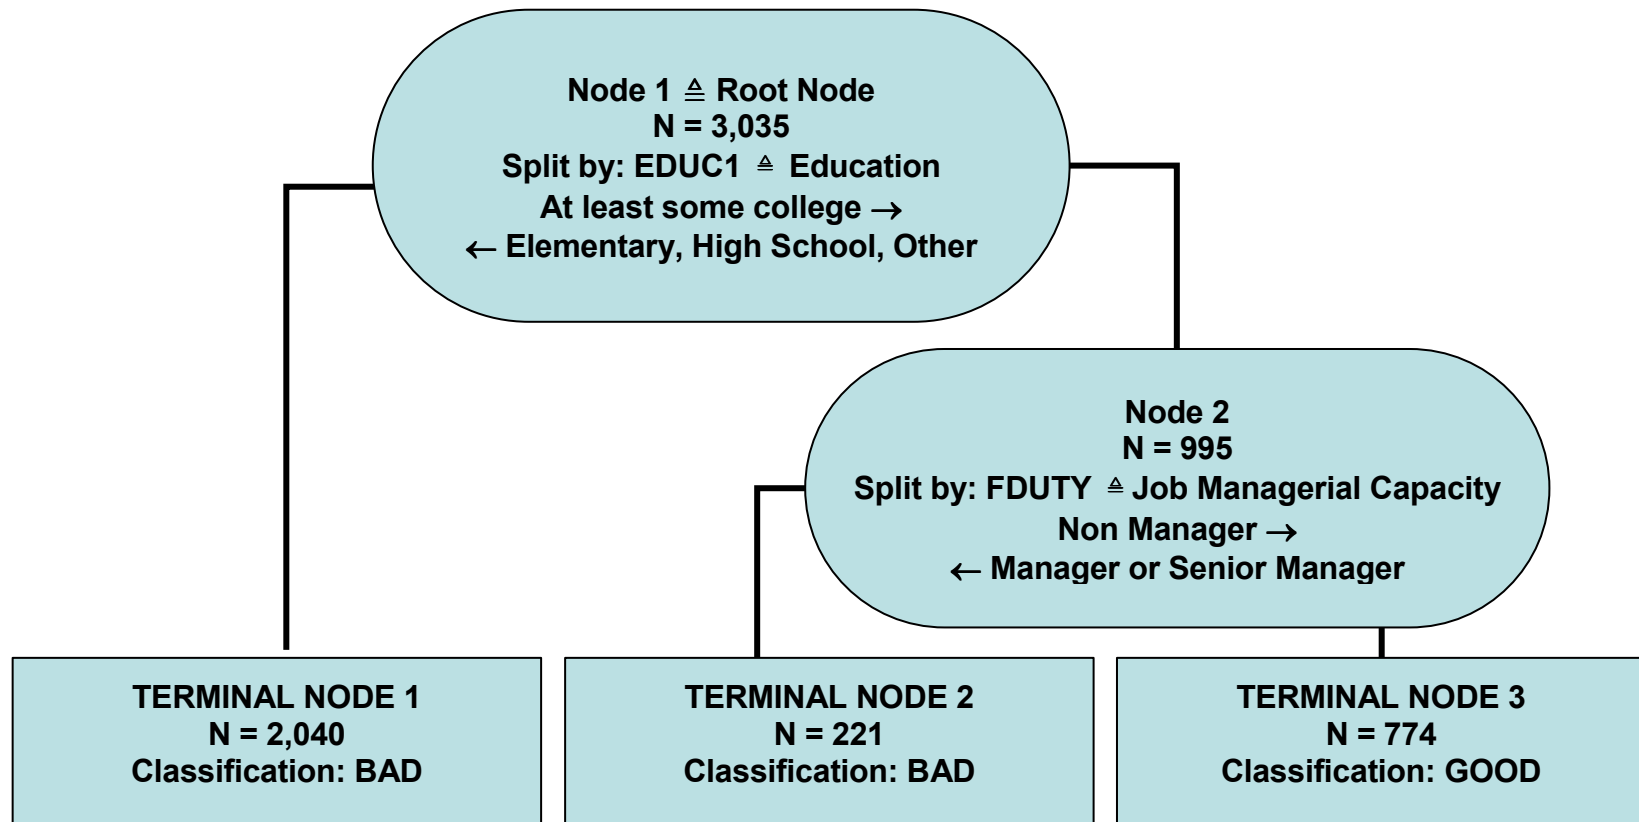 Node 1 ≜ Root Node
N = 3,035
Split by: EDUC1 ≜ Education
At least some college →
← Elementary, High School, Other
Node 2
N = 995
Split by: FDUTY ≜ Job Managerial Capacity
Non Manager →
← Manager or Senior Manager
TERMINAL NODE 1
N = 2,040
Classification: BAD
TERMINAL NODE 2
N = 221
Classification: BAD
TERMINAL NODE 3
N = 774
Classification: GOOD